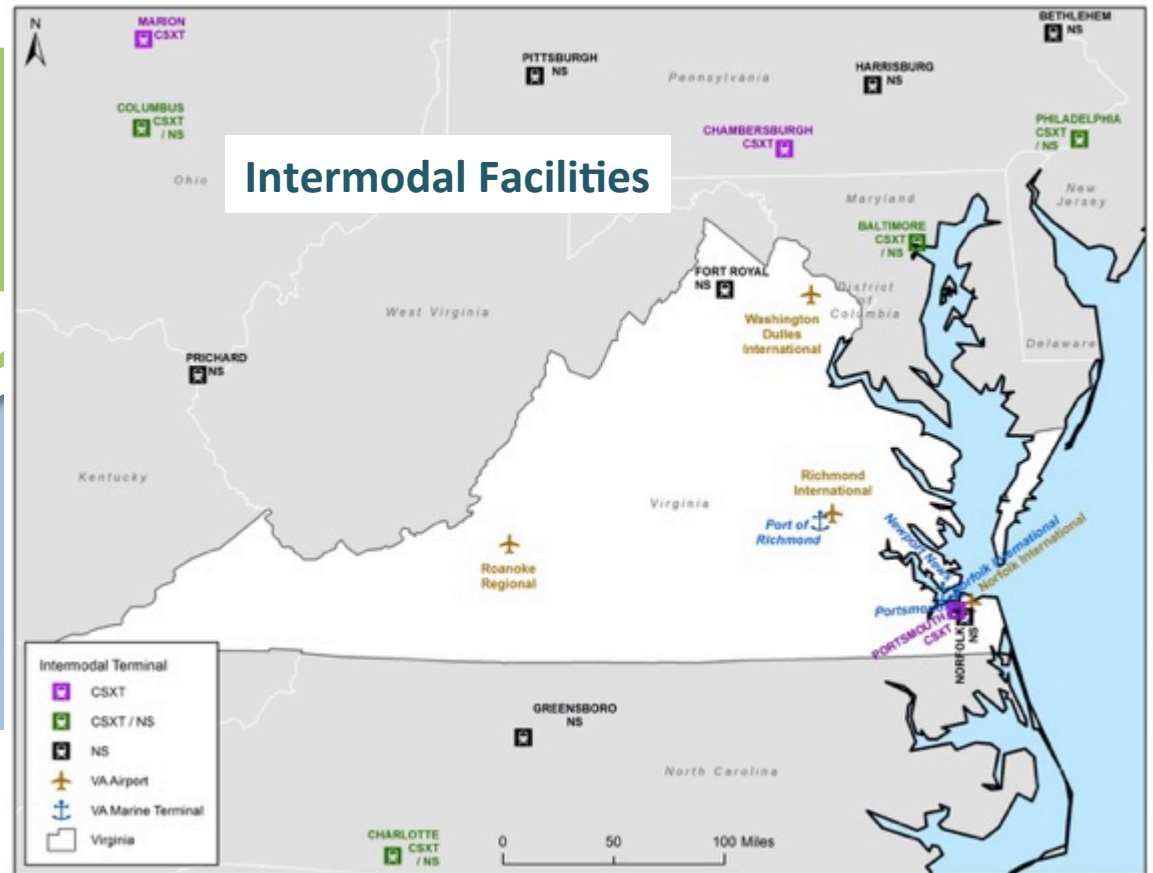 N
MARION
CSXT
BETHLEHEM
NS
PITTSBURGH
NS
Pennsylvania
HARRISBURG
NS
COLUMBUS
CSXT
/ NS
CHAMBERSBURGH
CSXT
PHILADELPHIA
CSXT
/ NS
Intermodal Facilities
Ohio
Maryland
New
Jersey
BALTIMORE
CSXT
/ NS
FORT ROYAL
NS
District
of
Columbia
West Virginia
Washington
Dulles
International
Delaware
PRICHARD
NS
Kentucky
Virginia
Richmond
International
Port of
Richmond
Newport News
Norfolk International
Norfolk International
Roanoke
Regional
Portsmouth
PORTSMOUTH
CSXT
NORFOLK
NS
Intermodal Terminal
CSXT
CSXT / NS
NS
VA Airport
VA Marine Terminal
Virginia
GREENSBORO
NS
North Carolina
CHARLOTTE
CSXT
/ NS
0 50 100 Miles